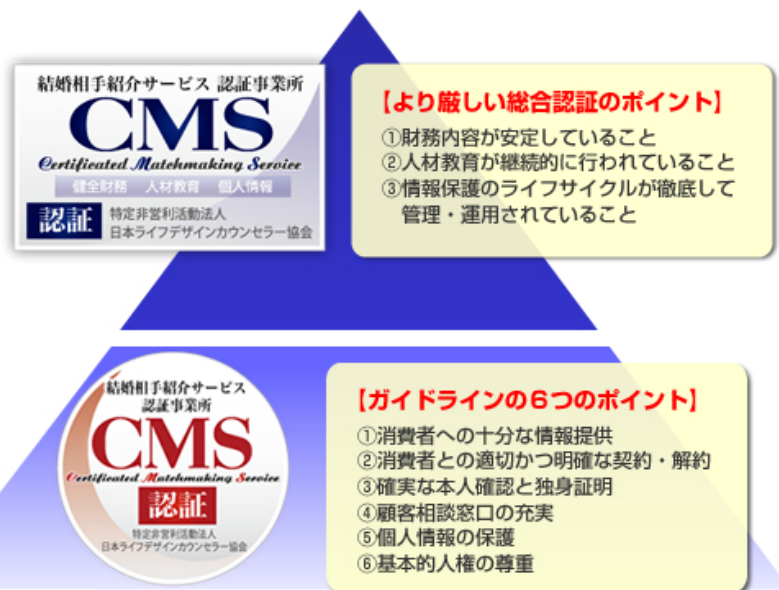 結婚相手紹介サービス 認証事業所
CMS
Certificated Matchmaking Service
健全財務 人材教育 個人情報
認証
特定非営利活動法人
日本ライフデザインカウンセラー協会
【より厳しい総合認証のポイント】
①財務内容が安定していること
②人材教育が継続的に行われていること
③情報保護のライフサイクルが徹底して
管理・運用されていること
結婚相手紹介サービス
認証事業所
CMS
Certificated Matchmaking Service
認証
特定非営利活動法人
日本ライフデザインカウンセラー協会
【ガイドラインの6つのポイント】
①消費者への十分な情報提供
②消費者との適切かつ明確な契約・解約
③確実な本人確認と独身証明
④顧客相談窓口の充実
⑤個人情報の保護
⑥基本的人権の尊重